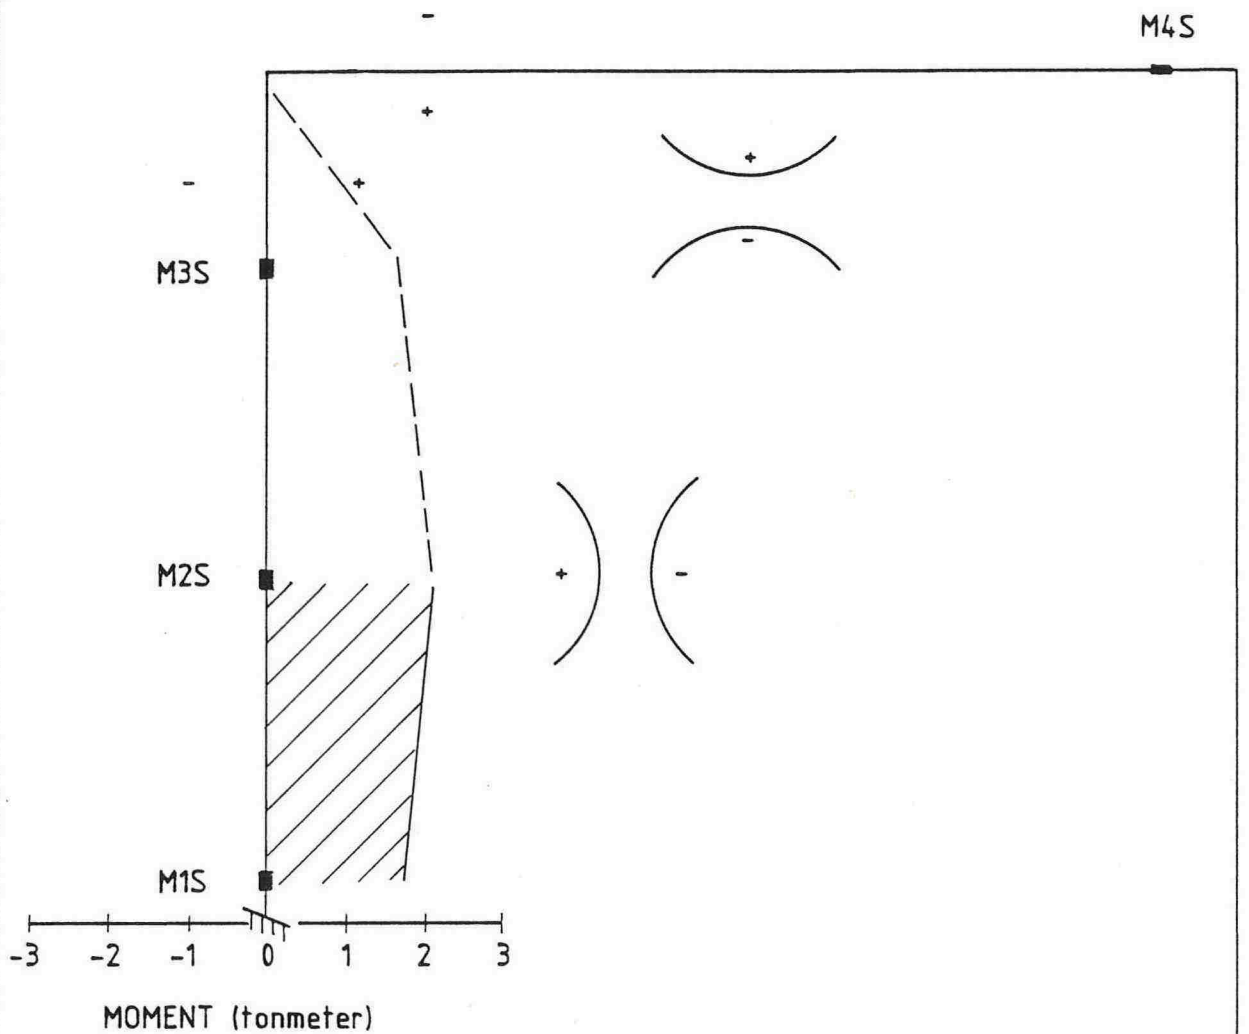 -
M4S
+
+
- +
-
M3S
M2S
+ -
M1S
-3 -2 -1 0 1 2 3
MOMENT (tonmeter)